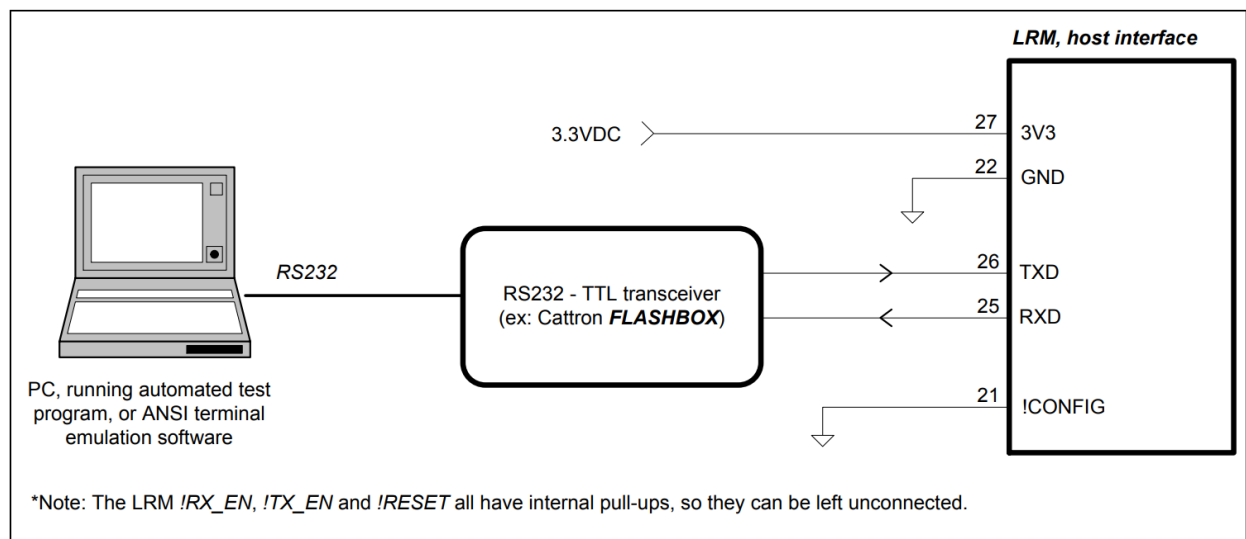 LRM, host interface
3.3VDC
27
3V3
22
GND
RS232
RS232 - TTL transceiver
(ex: Cattron FLASHBOX)
26
TXD
25
RXD
21
!CONFIG
PC, running automated test
program, or ANSI terminal
emulation software
*Note: The LRM !RX_EN, !TX_EN and !RESET all have internal pull-ups, so they can be left unconnected.